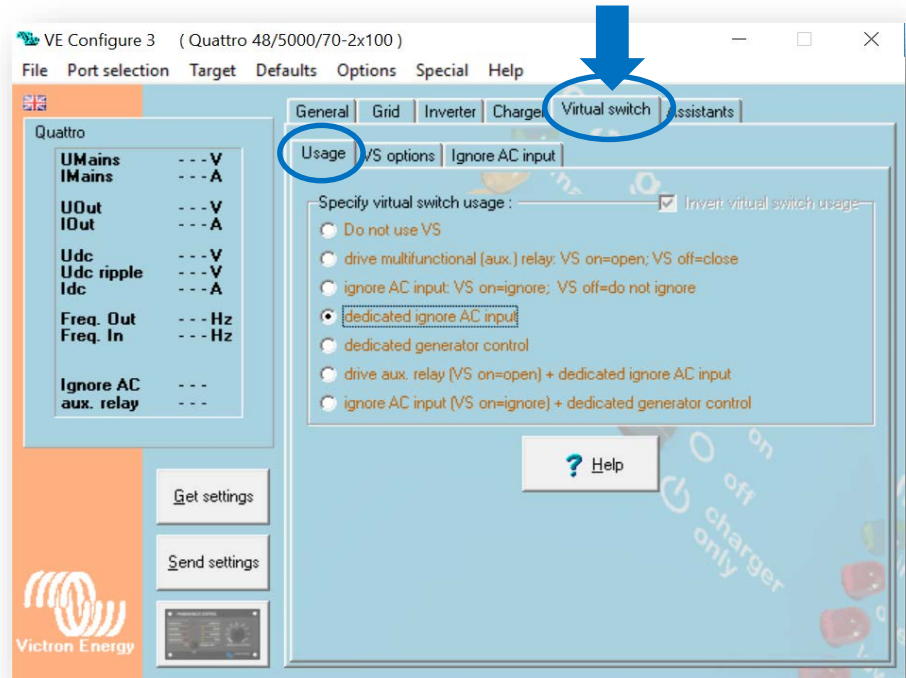 VE Configure 3 ( Quattro 48/5000/70-2x100 )
File Port selection Target Defaults Options Special Help
General Grid Inverter Charger Virtual switch Assistants
Usage VS options Ignore AC input
Quattro
UMains - - - V
IMains - - - A
UOut - - - V
IOut - - - A
Udc - - - V
Udc ripple - - - V
Idc - - - A
Freq. Out - - - Hz
Freq. In - - - Hz
Ignore AC - - -
aux. relay - - -
Get settings
Send settings
Victron Energy
Specify virtual switch usage :
Invert virtual switch usage
Do not use VS
drive multifunctional (aux.) relay: VS on=open; VS off=close
ignore AC input: VS on=ignore; VS off=do not ignore
dedicated ignore AC input
dedicated generator control
drive aux. relay (VS on=open) + dedicated ignore AC input
ignore AC input (VS on=ignore) + dedicated generator control
? Help
on
off
charger
only